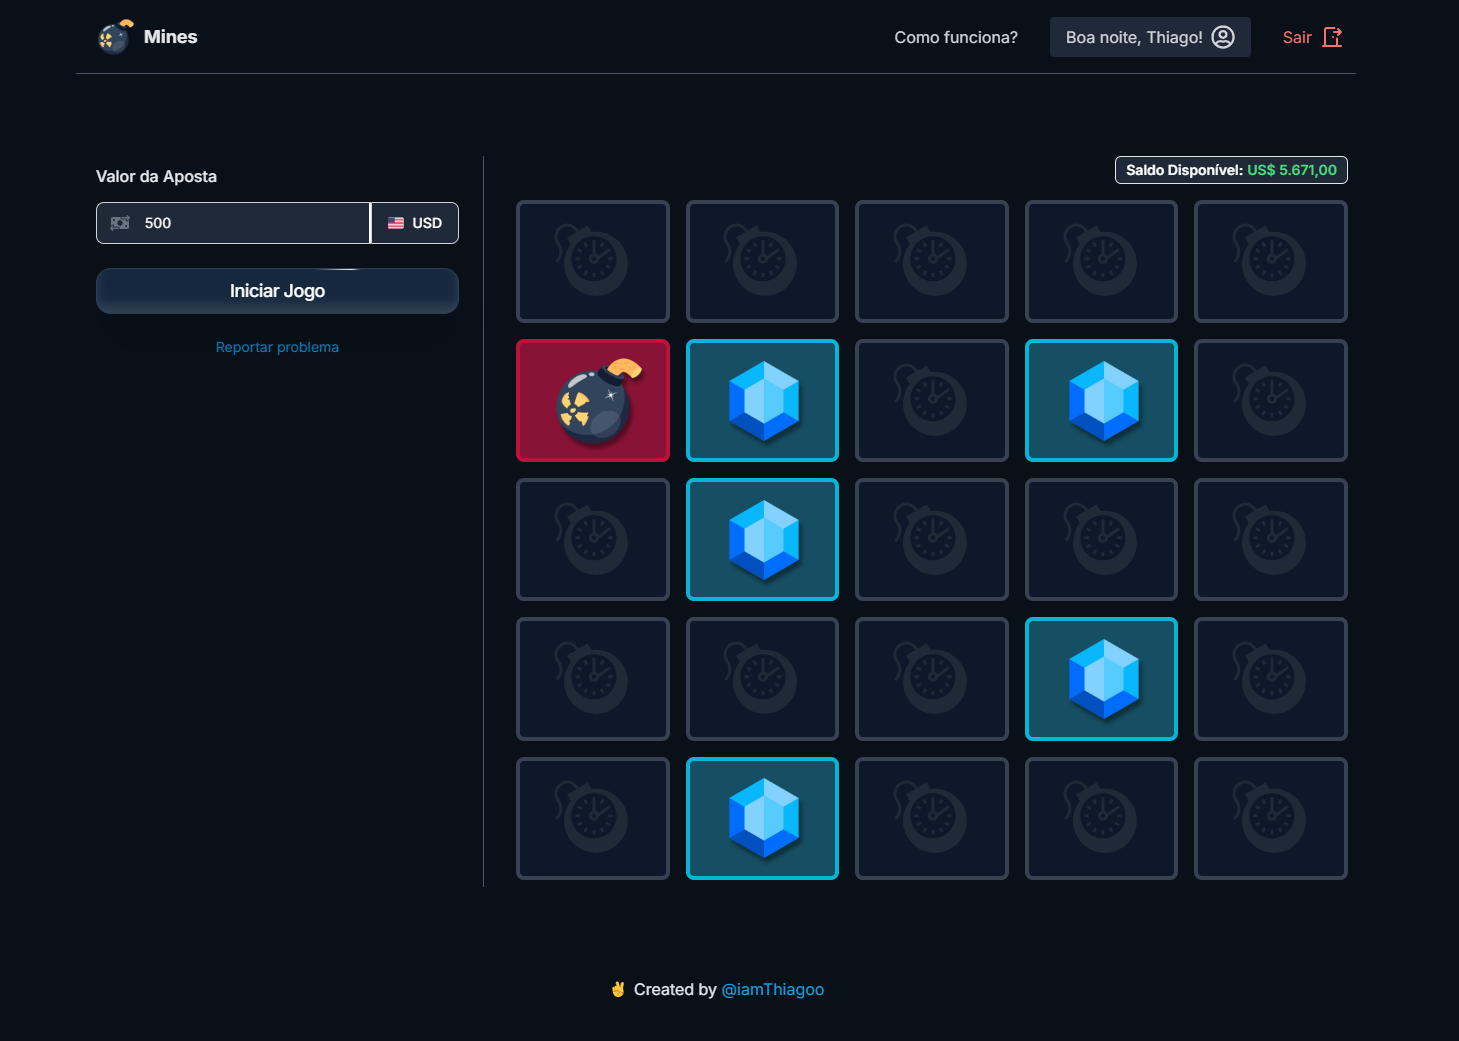 Mines
Como funciona?
Boa noite, Thiago!
Sair
Valor da Aposta
500
USD
Iniciar Jogo
Reportar problema
Saldo Disponível: US$ 5.671,00
✌ Created by @iamThiagoo